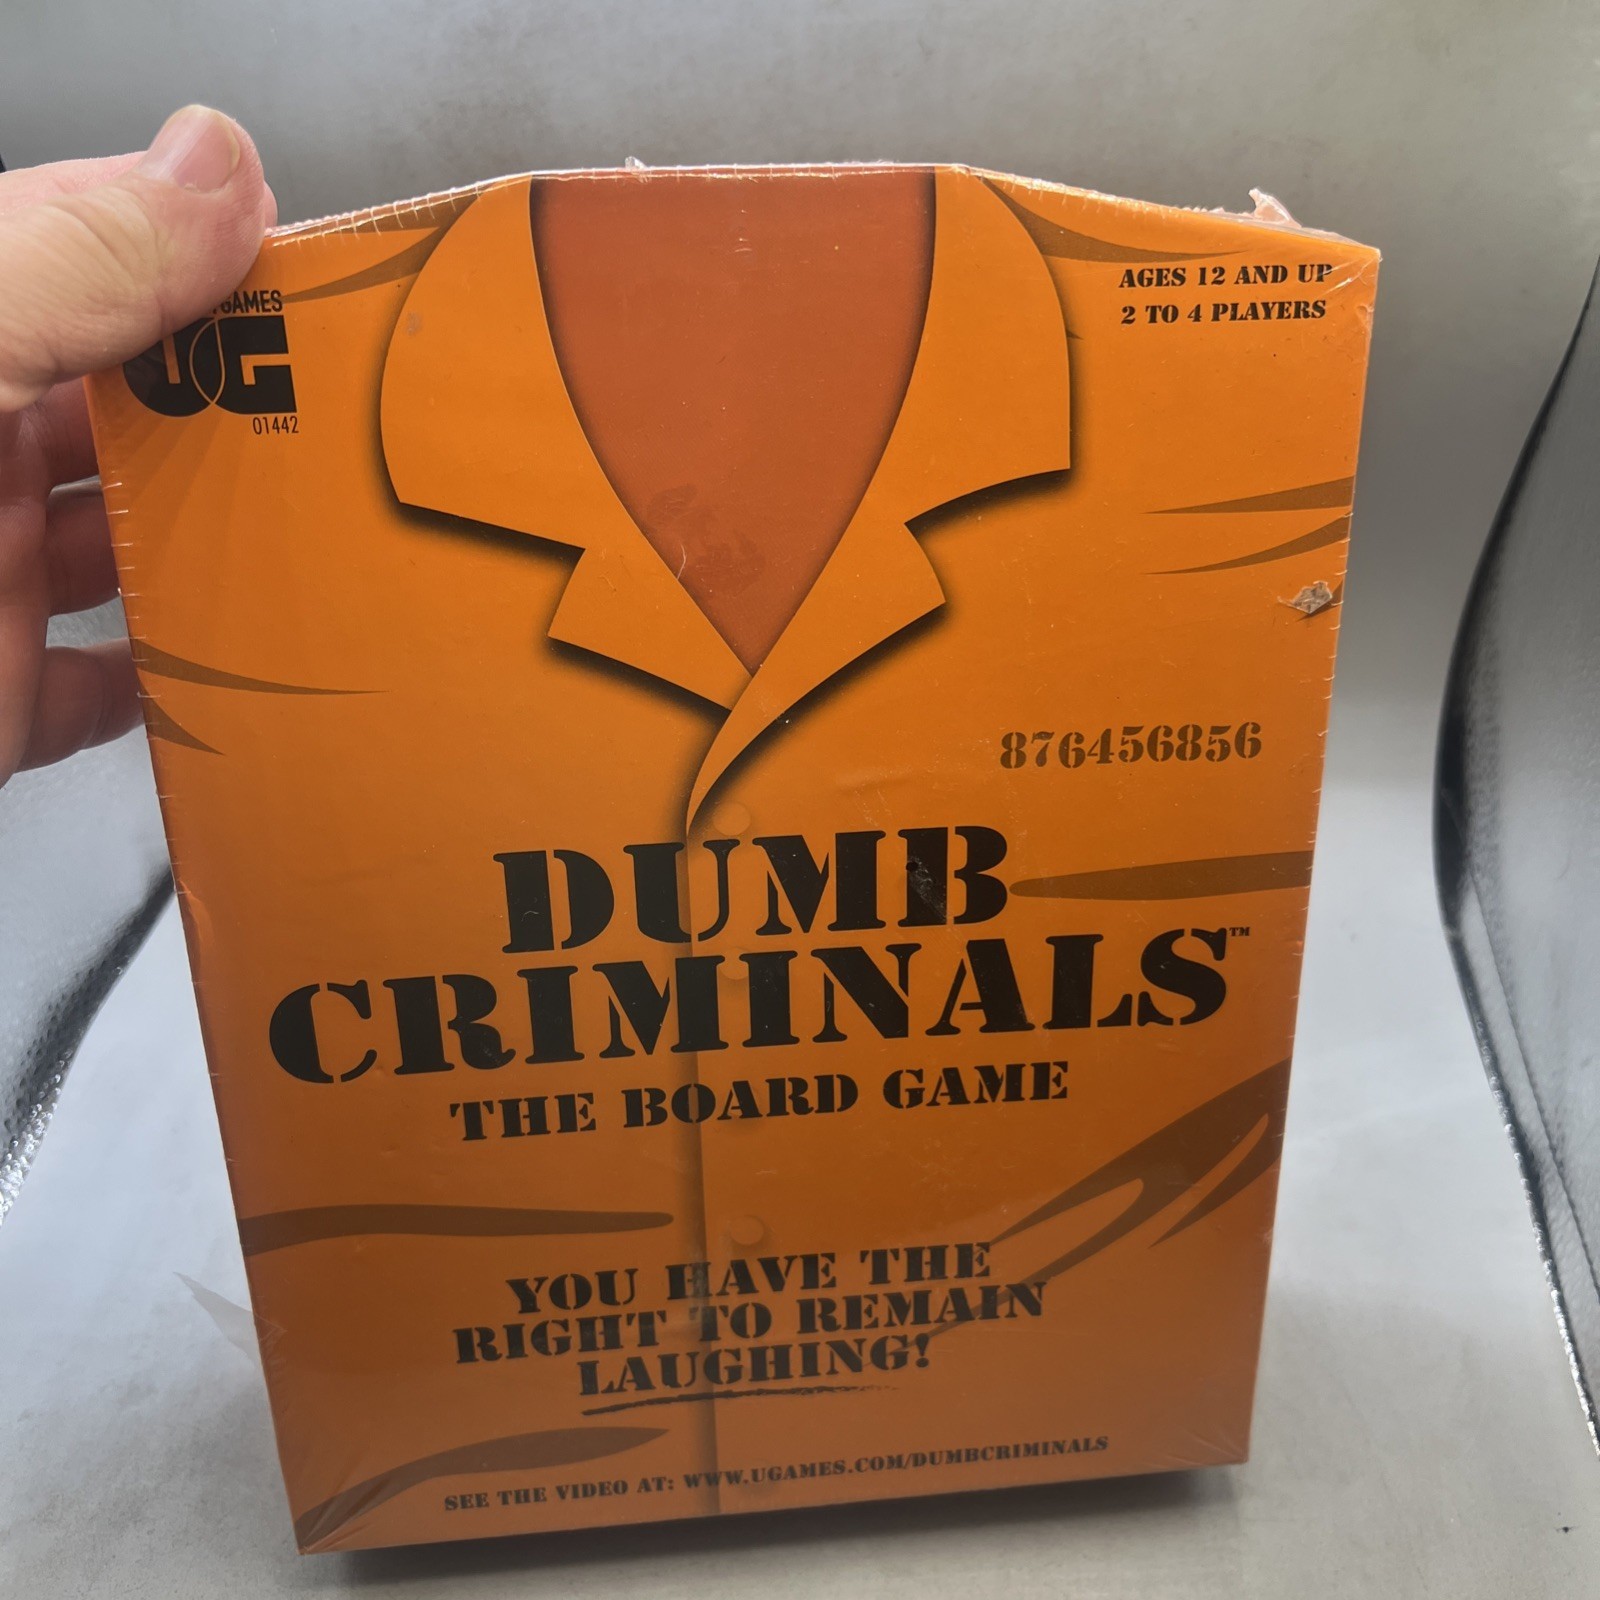 GAMES
UG
01442
AGES 12 AND UP
2 TO 4 PLAYERS
876456856
DUMB
CRIMINALS™
THE BOARD GAME
YOU HAVE THE
RIGHT TO REMAIN
LAUGHING!
SEE THE VIDEO AT: WWW.UGAMES.COM/DUMBCRIMINALS